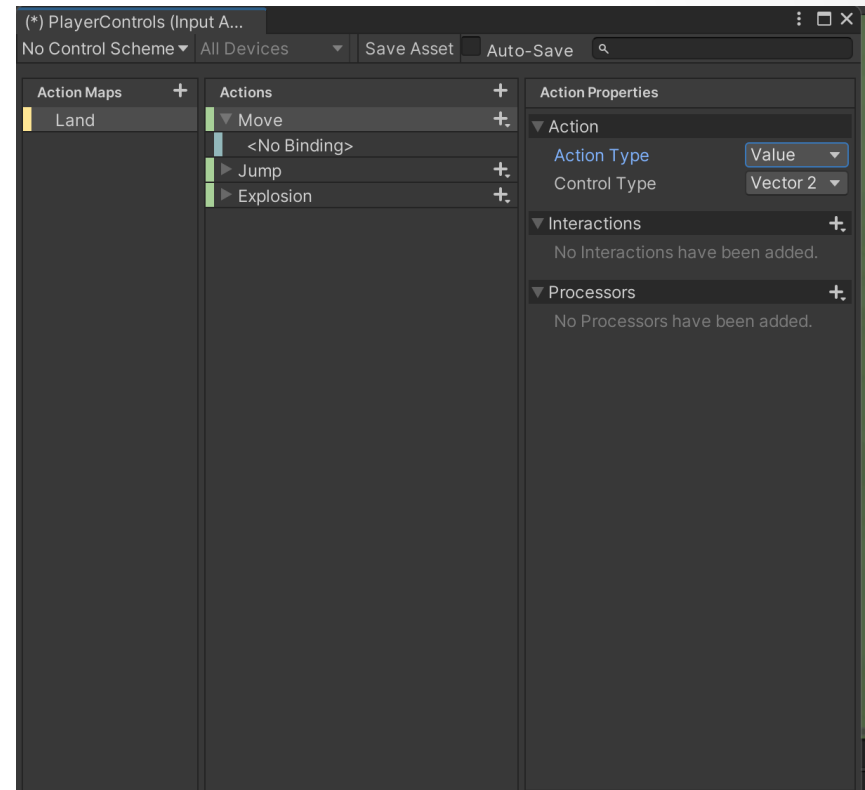 (*) PlayerControls (Input A...
No Control Scheme All Devices Save Asset Auto-Save
Action Maps + Actions + Action Properties
Land
Move
<No Binding>
Jump
Explosion
Action
Action Type Value
Control Type Vector 2
Interactions
No Interactions have been added.
Processors
No Processors have been added.